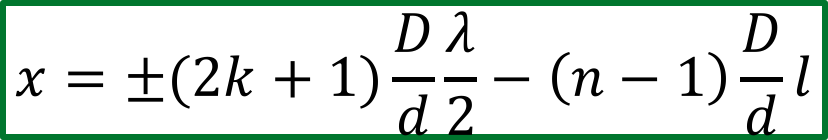 x = ±(2k + 1) D/d λ/2 − (n − 1) D/d l